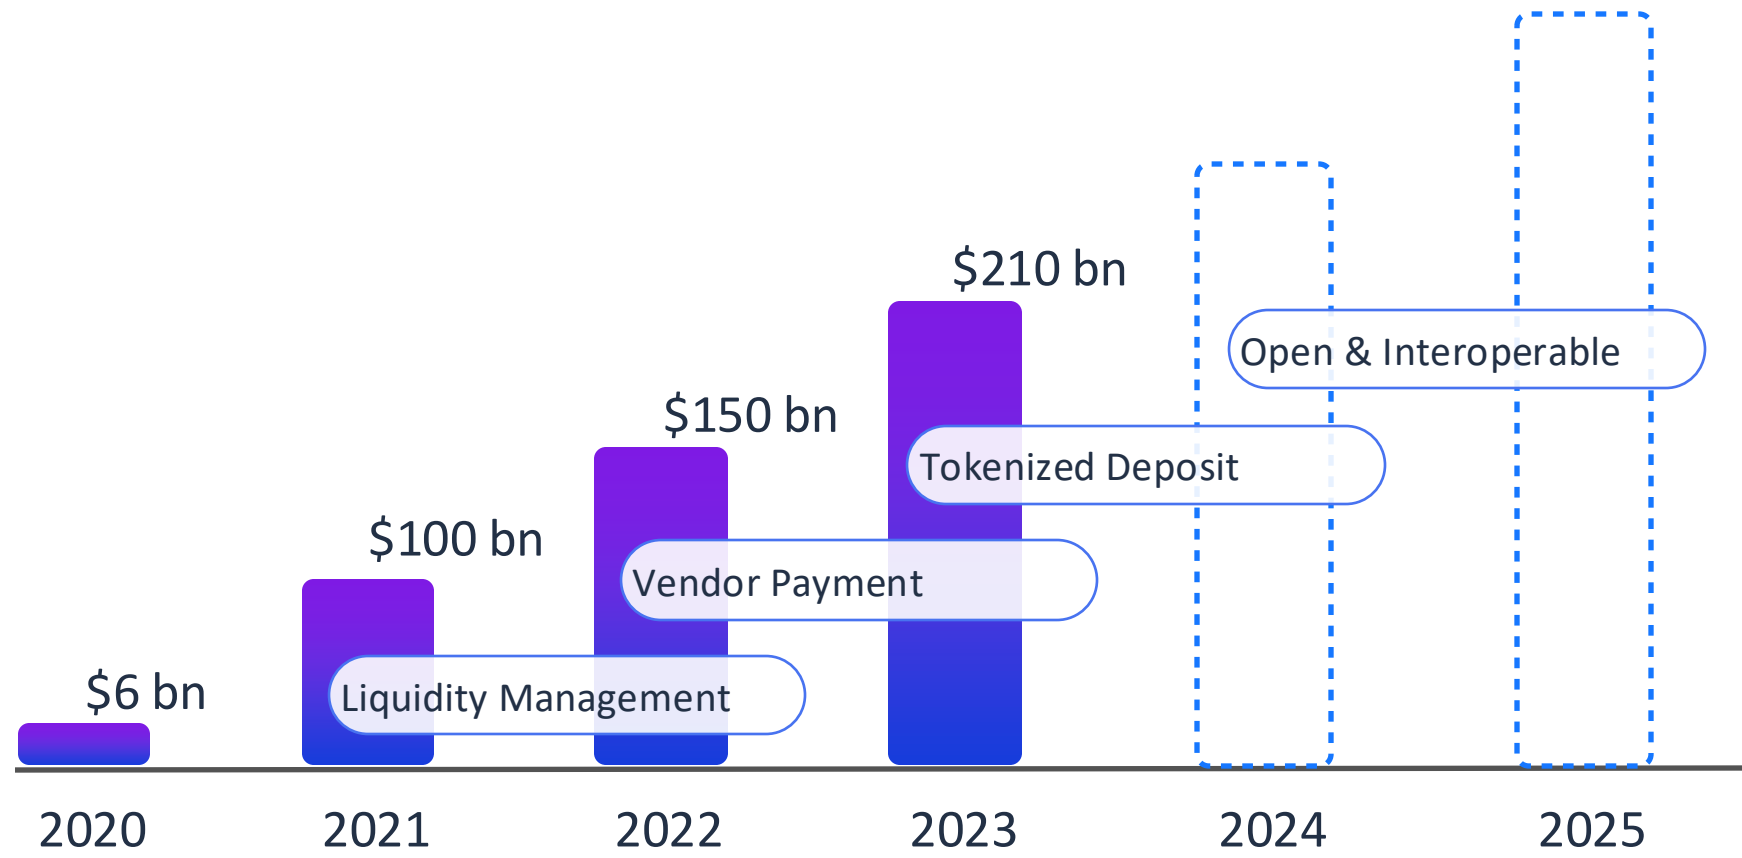 $210 bn
Open & Interoperable
$150 bn
Tokenized Deposit
$100 bn
Vendor Payment
$6 bn
Liquidity Management
2020
2021
2022
2023
2024
2025